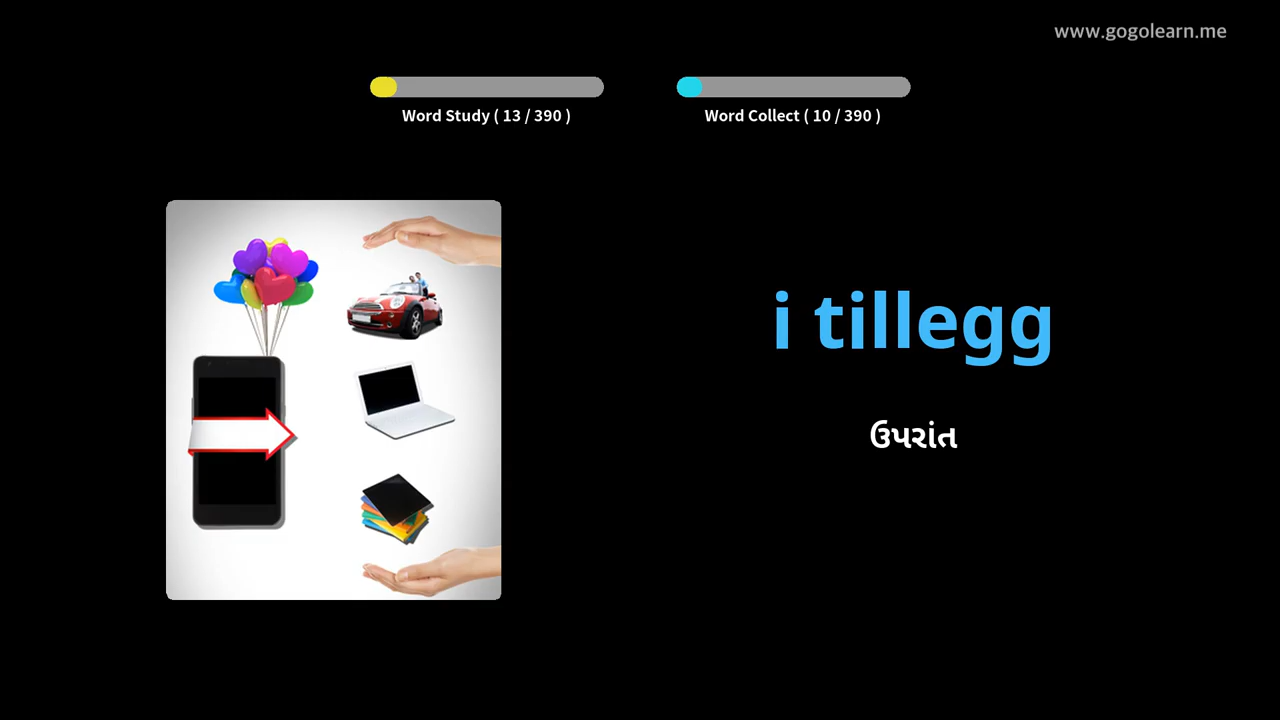 www.gogolearn.me
Word Study ( 13 / 390 )
Word Collect ( 10 / 390 )
i tillegg
ઉપરાંત